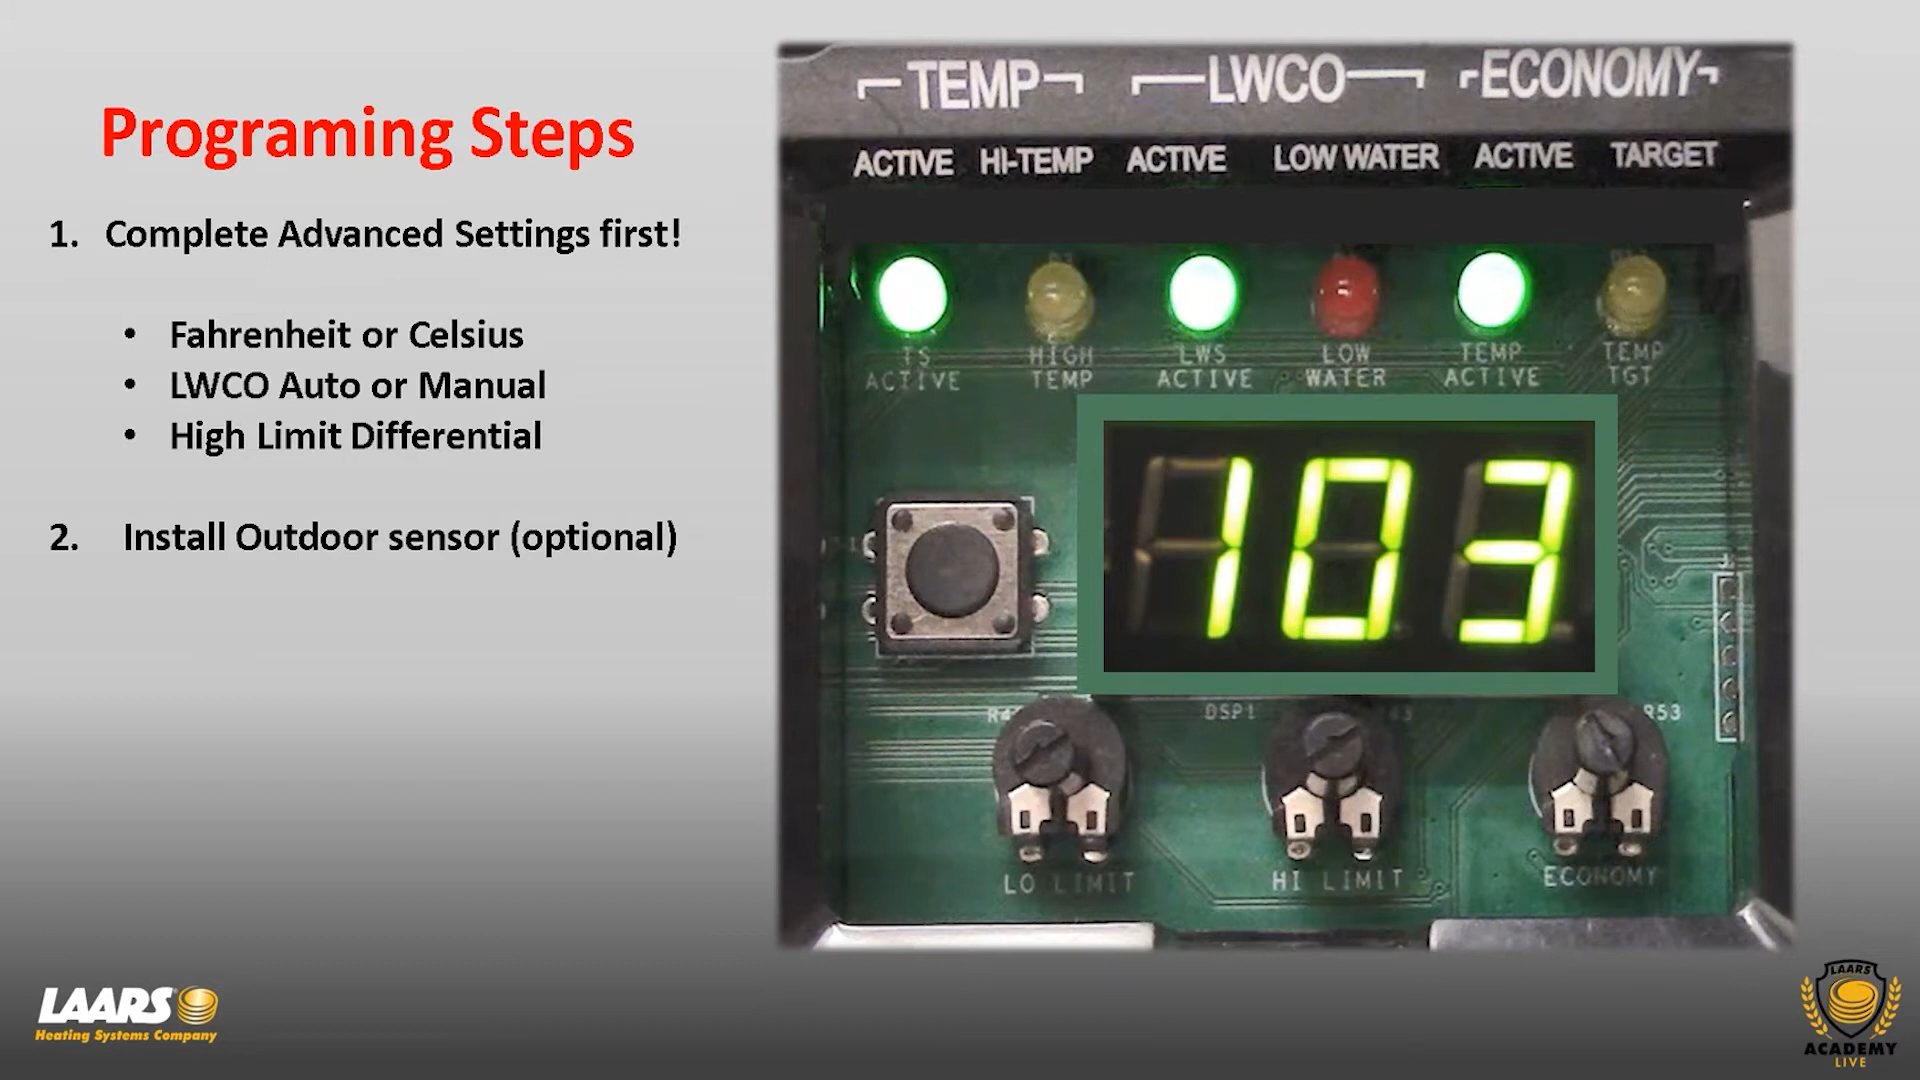 Programing Steps
1. Complete Advanced Settings first!
• Fahrenheit or Celsius
• LWCO Auto or Manual
• High Limit Differential
2. Install Outdoor sensor (optional)
TEMP LWCO ECONOMY
ACTIVE HI-TEMP ACTIVE LOW WATER ACTIVE TARGET
TS HIGH LWS LOW TEMP TEMP
ACTIVE TEMP ACTIVE WATER ACTIVE TGT
103
DSP1 R53
LO LIMIT HI LIMIT ECONOMY
LAARS
Heating Systems Company
LAARS
ACADEMY
LIVE